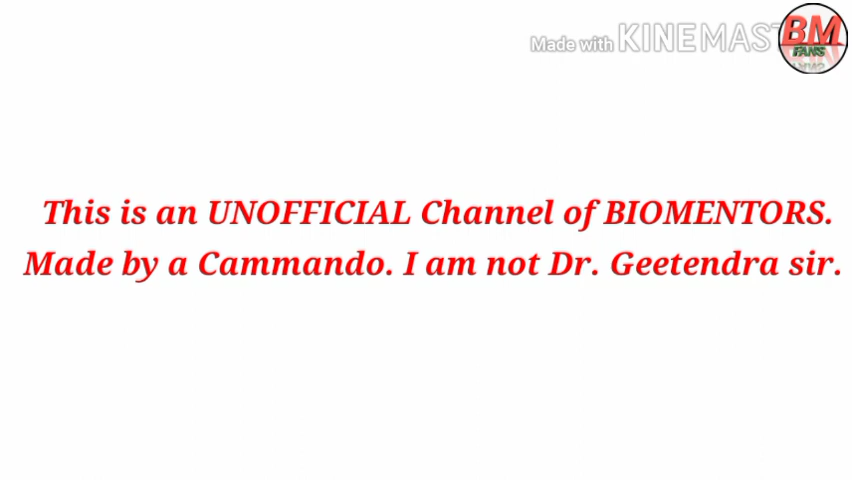 Made with KINEMAST
BM
FANS
This is an UNOFFICIAL Channel of BIOMENTORS.
Made by a Cammando. I am not Dr. Geetendra sir.